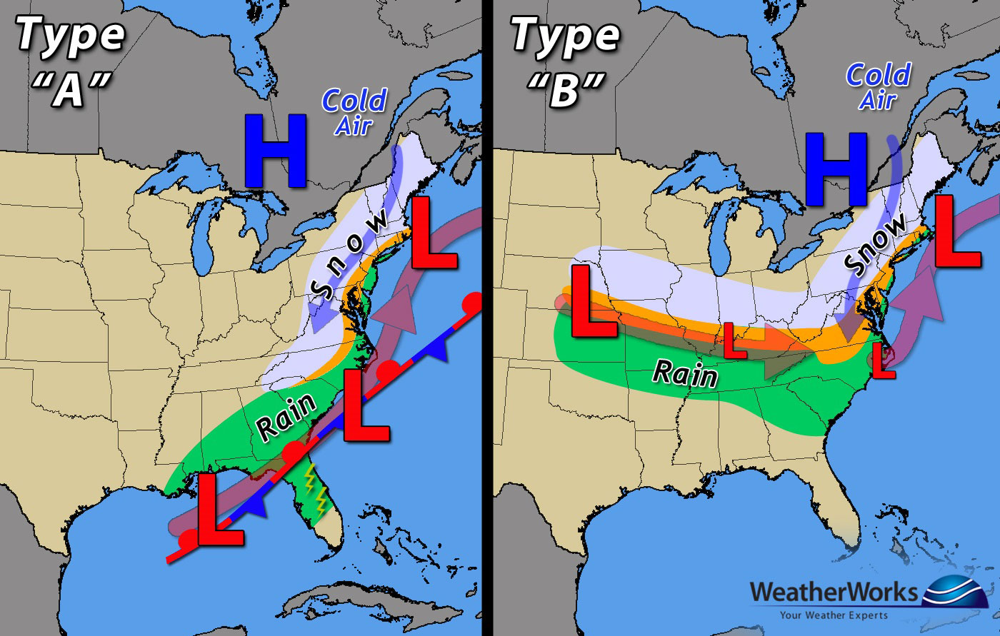 Type
“A”
Cold
Air
H
Snow
L
L
Rain
L
Type
“B”
Cold
Air
H
Snow
L
L
L
L
Rain
WeatherWorks
Your Weather Experts